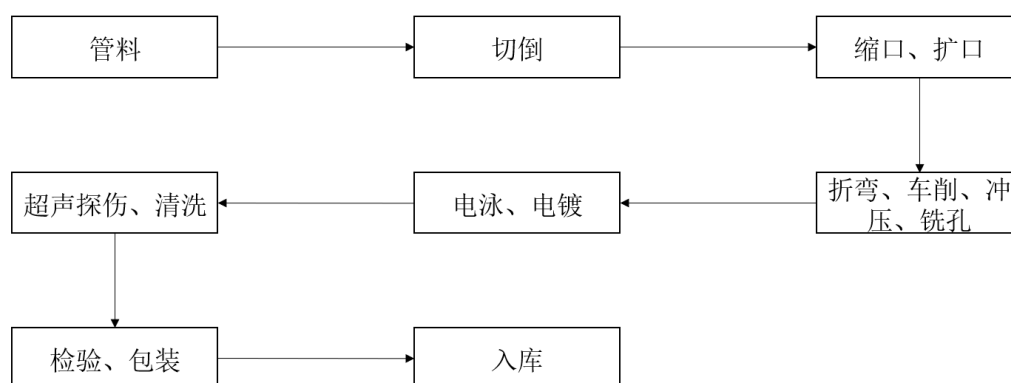 管料
切倒
缩口、扩口
折弯、车削、冲
压、铣孔
电泳、电镀
超声探伤、清洗
检验、包装
入库